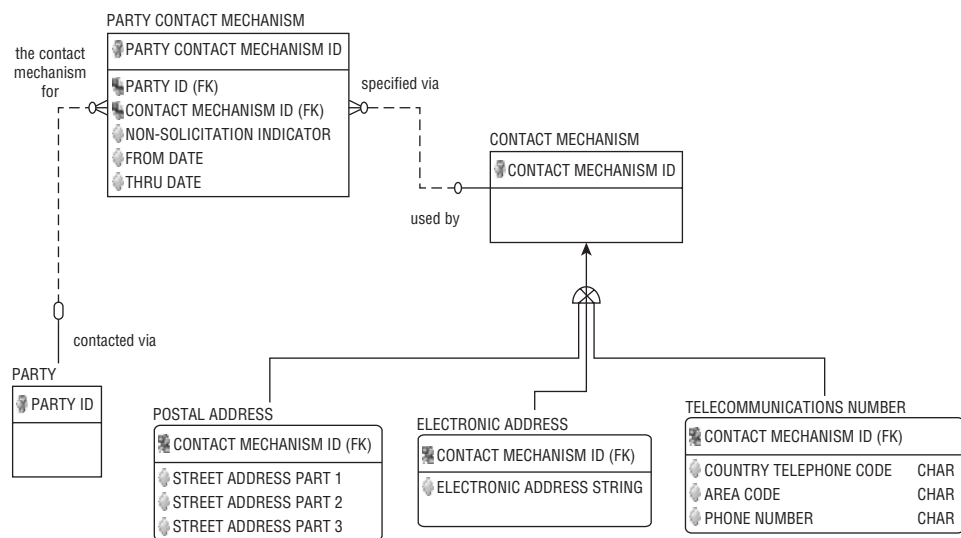 PARTY CONTACT MECHANISM
PARTY CONTACT MECHANISM ID
PARTY ID (FK)
CONTACT MECHANISM ID (FK)
NON-SOLICITATION INDICATOR
FROM DATE
THRU DATE
the contact
mechanism
for
specified via
CONTACT MECHANISM
CONTACT MECHANISM ID
used by
contacted via
PARTY
PARTY ID
POSTAL ADDRESS
CONTACT MECHANISM ID (FK)
STREET ADDRESS PART 1
STREET ADDRESS PART 2
STREET ADDRESS PART 3
ELECTRONIC ADDRESS
CONTACT MECHANISM ID (FK)
ELECTRONIC ADDRESS STRING
TELECOMMUNICATIONS NUMBER
CONTACT MECHANISM ID (FK)
COUNTRY TELEPHONE CODE CHAR
AREA CODE CHAR
PHONE NUMBER CHAR